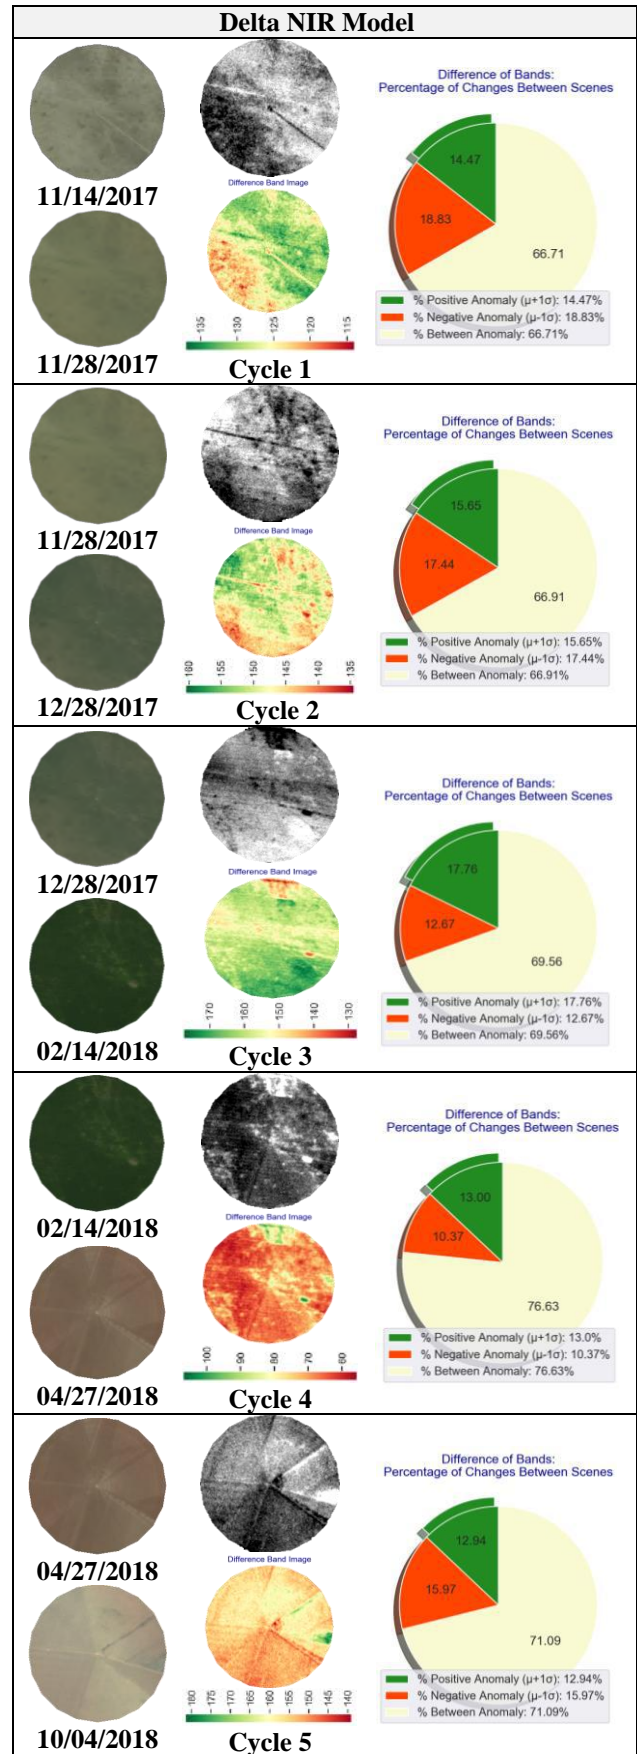 Delta NIR Model
11/14/2017
11/28/2017
Difference Band Image
135
130
125
120
115
Cycle 1
Difference of Bands:
Percentage of Changes Between Scenes
14.47
18.83
66.71
% Positive Anomaly (μ+1σ): 14.47%
% Negative Anomaly (μ-1σ): 18.83%
% Between Anomaly: 66.71%
11/28/2017
12/28/2017
Difference Band Image
160
155
150
145
140
135
Cycle 2
Difference of Bands:
Percentage of Changes Between Scenes
15.65
17.44
66.91
% Positive Anomaly (μ+1σ): 15.65%
% Negative Anomaly (μ-1σ): 17.44%
% Between Anomaly: 66.91%
12/28/2017
02/14/2018
Difference Band Image
170
160
150
140
130
Cycle 3
Difference of Bands:
Percentage of Changes Between Scenes
17.76
12.67
69.56
% Positive Anomaly (μ+1σ): 17.76%
% Negative Anomaly (μ-1σ): 12.67%
% Between Anomaly: 69.56%
02/14/2018
04/27/2018
Difference Band Image
100
90
80
70
60
Cycle 4
Difference of Bands:
Percentage of Changes Between Scenes
13.00
10.37
76.63
% Positive Anomaly (μ+1σ): 13.0%
% Negative Anomaly (μ-1σ): 10.37%
% Between Anomaly: 76.63%
04/27/2018
10/04/2018
Difference Band Image
180
175
170
165
160
155
150
145
140
Cycle 5
Difference of Bands:
Percentage of Changes Between Scenes
12.94
15.97
71.09
% Positive Anomaly (μ+1σ): 12.94%
% Negative Anomaly (μ-1σ): 15.97%
% Between Anomaly: 71.09%